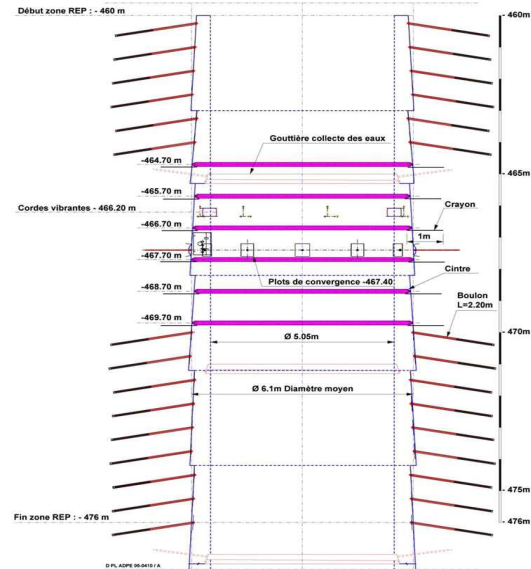 Début zone REP : - 460 m
- 460m
Gouttière collecte des eaux
-464.70 m
- 465m
-465.70 m
Cordes vibrantes - 466.20 m
Crayon
-466.70 m
1m
-467.70 m
Cintre
Plots de convergence -467.40
-468.70 m
Boulon
L=2.20m
-469.70 m
- 470m
Ø 5.05m
Ø 6.1m Diamètre moyen
- 475m
Fin zone REP : - 476 m
- 476m
D PL ADPE 00-0410 / A